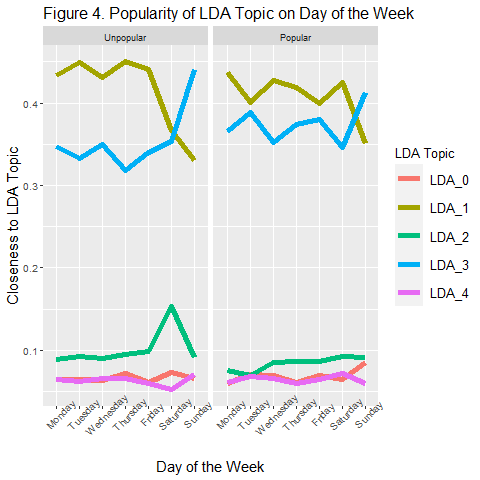 Figure 4. Popularity of LDA Topic on Day of the Week
Unpopular
Popular
Closeness to LDA Topic
0.4
0.3
0.2
0.1
Monday
Tuesday
Wednesday
Thursday
Friday
Saturday
Sunday
Monday
Tuesday
Wednesday
Thursday
Friday
Saturday
Sunday
Day of the Week
LDA Topic
LDA_0
LDA_1
LDA_2
LDA_3
LDA_4